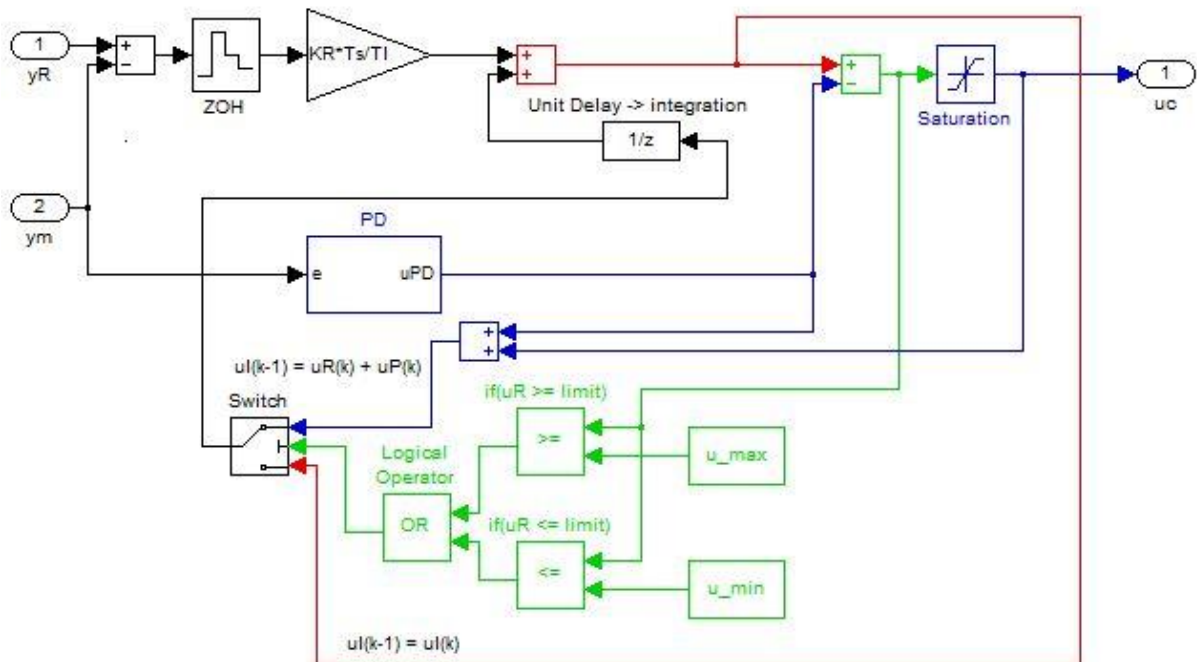 1
yR
+
−
ZOH
KR*Ts/TI
+
+
Unit Delay -> integration
1/z
+
−
Saturation
1
uc
2
ym
PD
e
uPD
+
+
uI(k-1) = uR(k) + uP(k)
Switch
if(uR >= limit)
>=
u_max
Logical
Operator
OR
if(uR <= limit)
<=
u_min
uI(k-1) = uI(k)